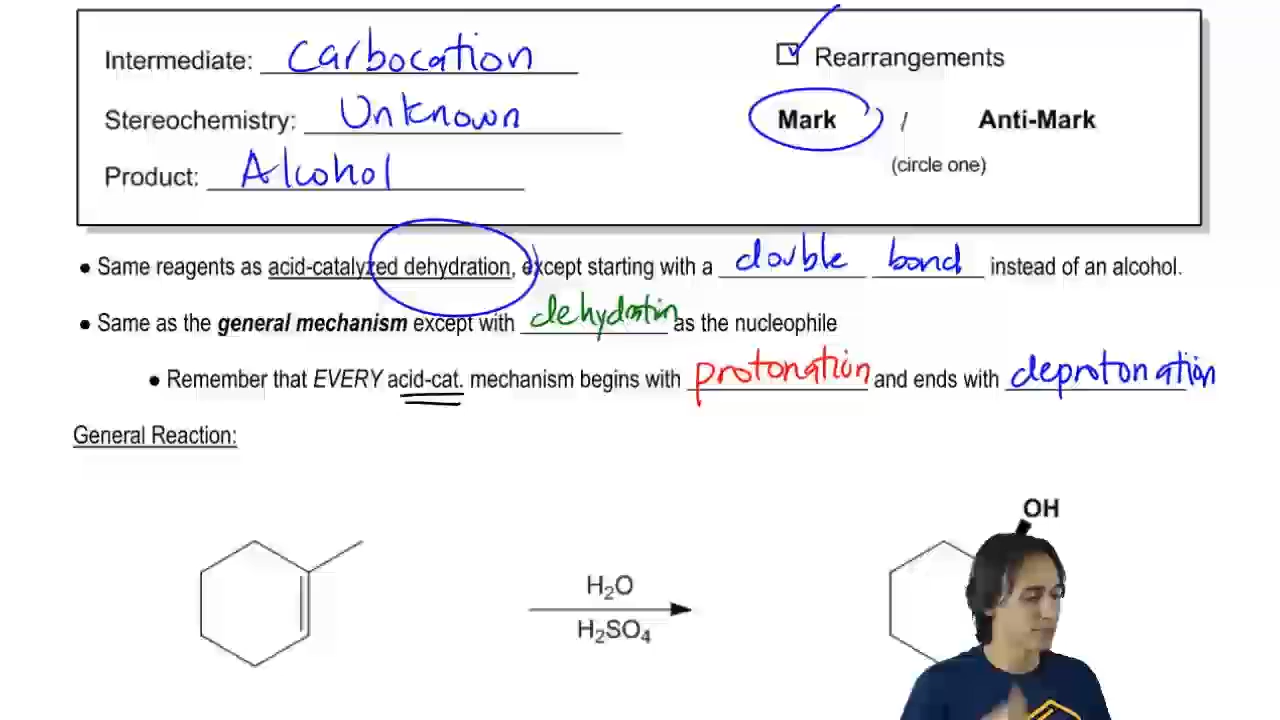 Intermediate: Carbocation
Rearrangements
Stereochemistry: Unknown
Mark / Anti-Mark
(circle one)
Product: Alcohol
● Same reagents as acid-catalyzed dehydration, except starting with a double bond instead of an alcohol.
● Same as the general mechanism except with dehydration as the nucleophile
● Remember that EVERY acid-cat. mechanism begins with protonation and ends with deprotonation
General Reaction:
OH
H₂O
H₂SO₄